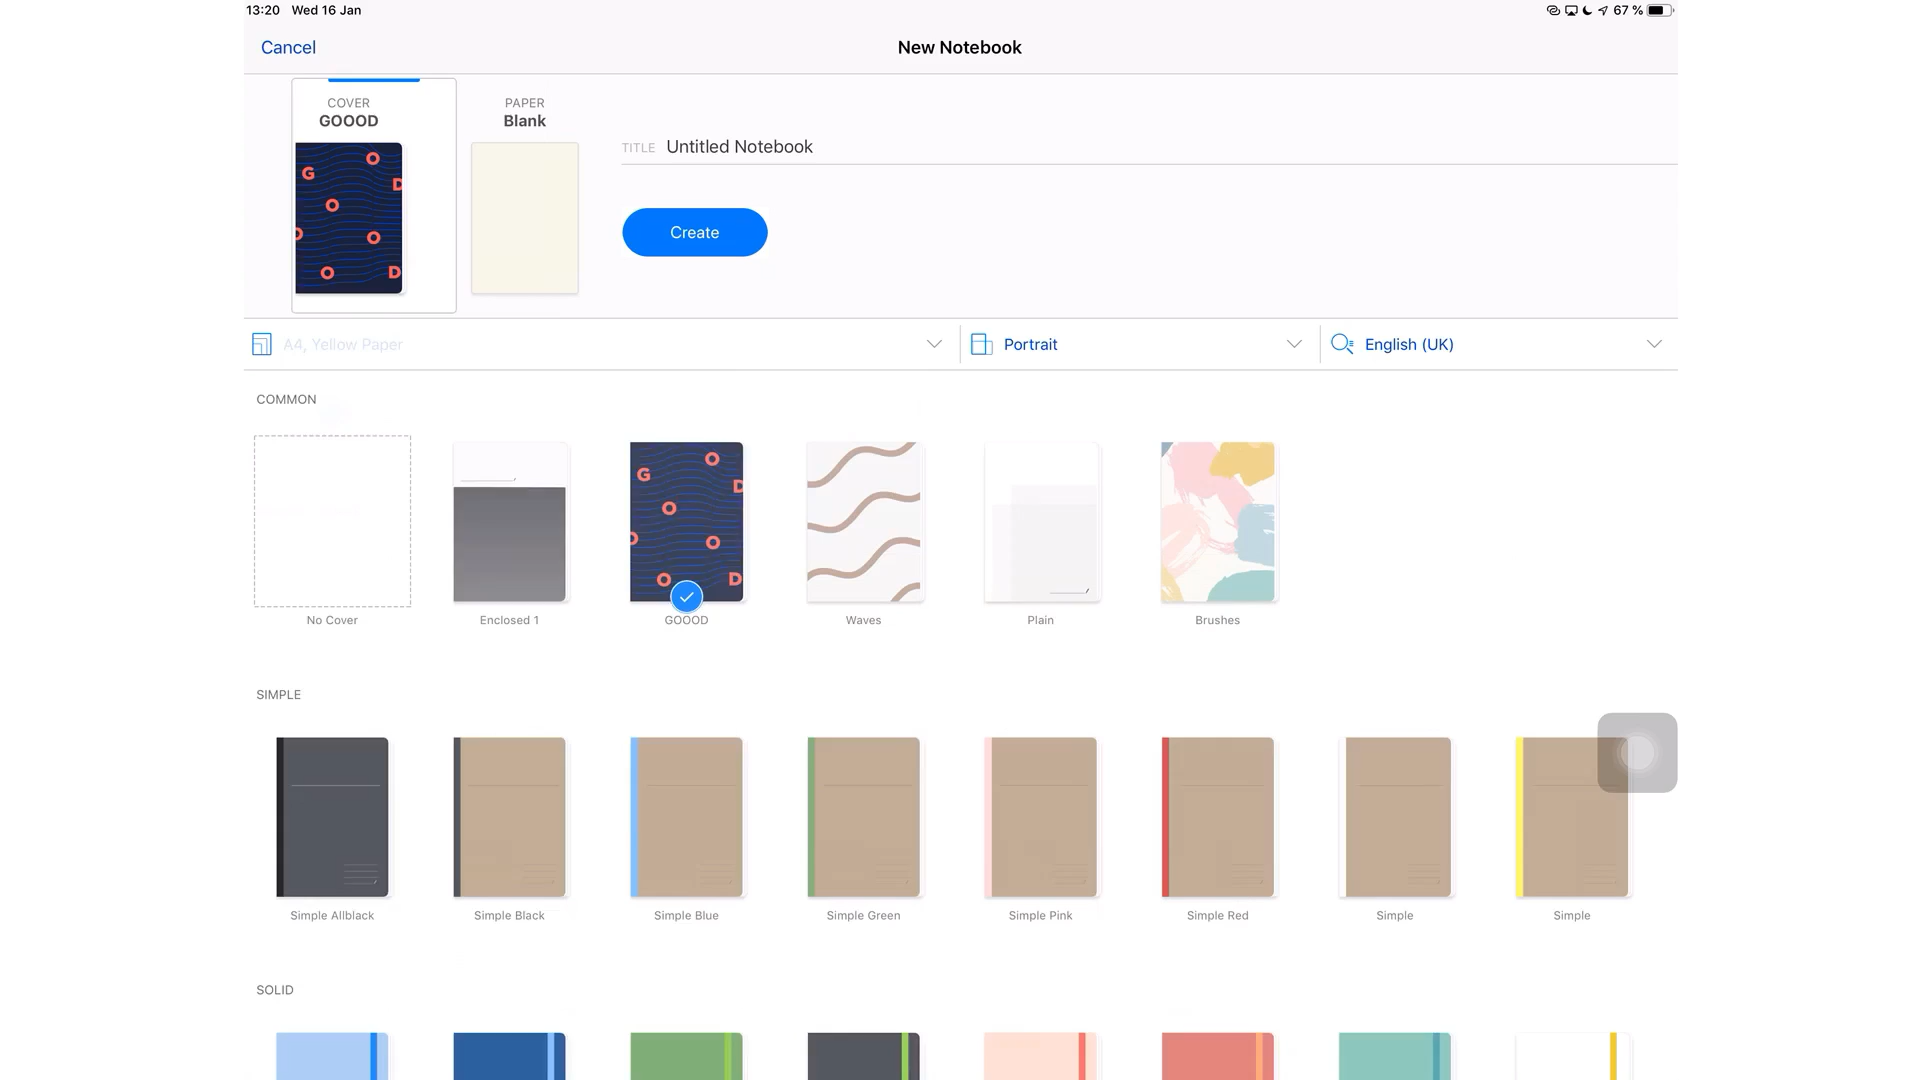 13:20 Wed 16 Jan
67 %
Cancel
New Notebook
COVER
GOOOD
PAPER
Blank
G O D O O O D
TITLE Untitled Notebook
Create
A4, Yellow Paper
Portrait
English (UK)
COMMON
G O D O O O D
No Cover
Enclosed 1
GOOOD
Waves
Plain
Brushes
SIMPLE
Simple Allblack
Simple Black
Simple Blue
Simple Green
Simple Pink
Simple Red
Simple
Simple
SOLID